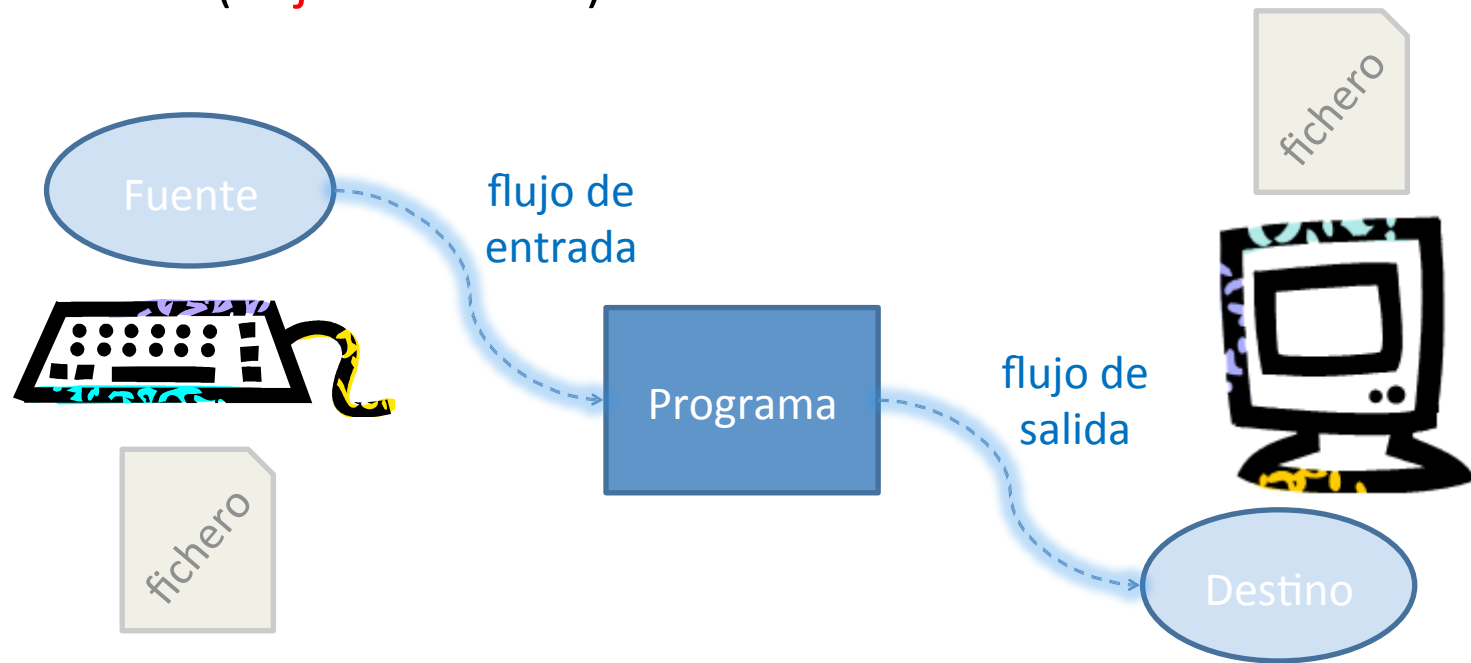 fichero
Fuente
flujo de
entrada
Programa
flujo de
salida
fichero
Destino